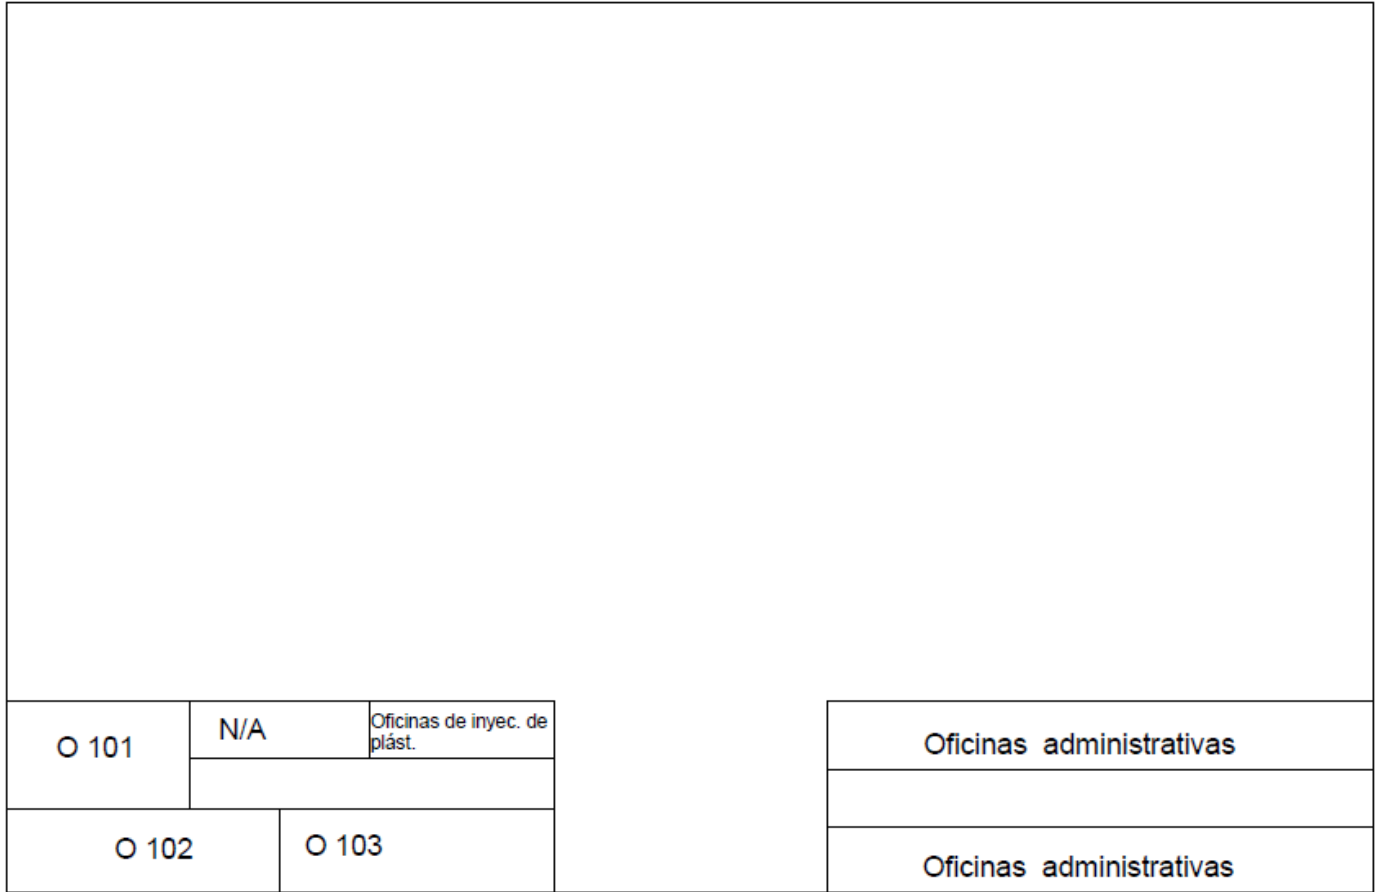 O 101
N/A
Oficinas de inyec. de
plást.
Oficinas administrativas
O 102
O 103
Oficinas administrativas